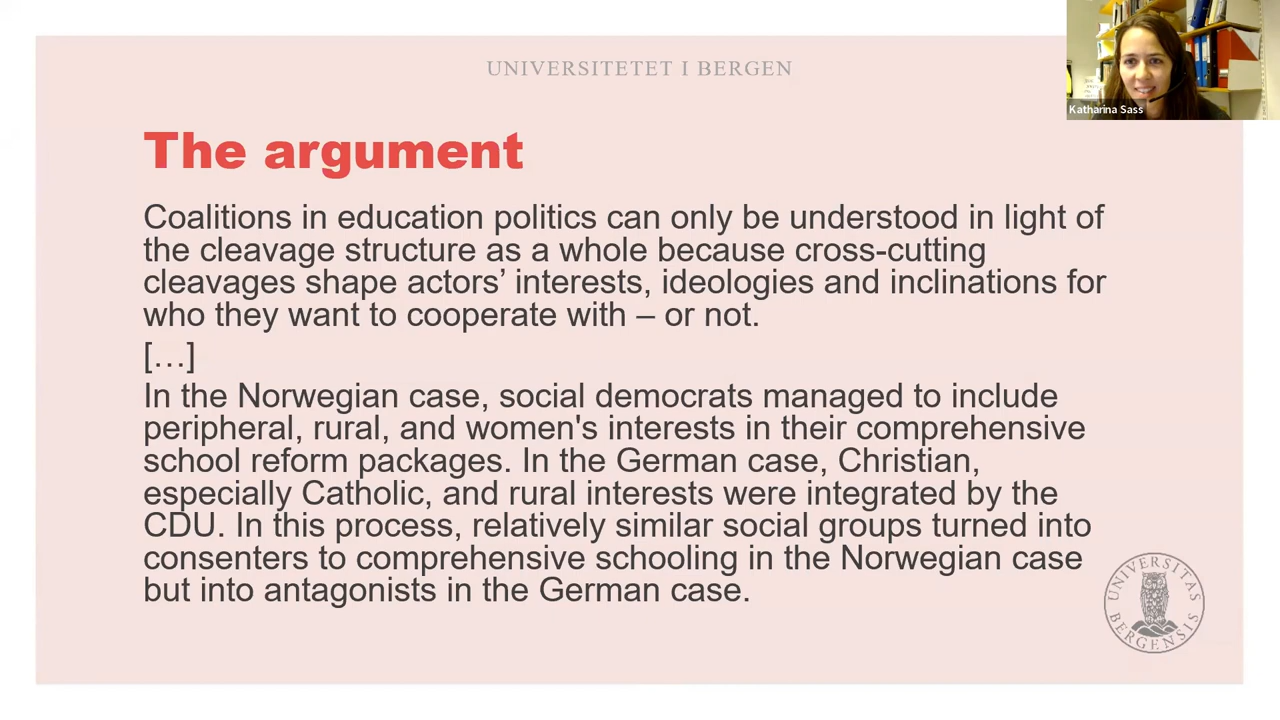 UNIVERSITETET I BERGEN
Katharina Sass
The argument
Coalitions in education politics can only be understood in light of
the cleavage structure as a whole because cross-cutting
cleavages shape actors’ interests, ideologies and inclinations for
who they want to cooperate with – or not.
[…]
In the Norwegian case, social democrats managed to include
peripheral, rural, and women's interests in their comprehensive
school reform packages. In the German case, Christian,
especially Catholic, and rural interests were integrated by the
CDU. In this process, relatively similar social groups turned into
consenters to comprehensive schooling in the Norwegian case
but into antagonists in the German case.
UNIVERSITAS
BERGENSIS